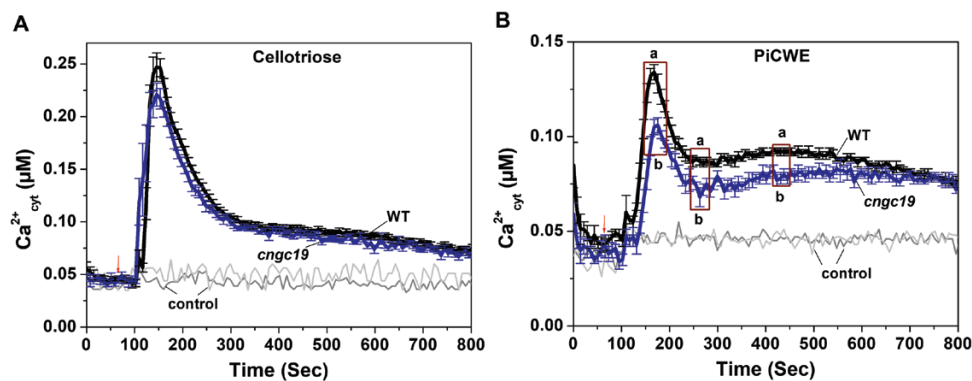 A
Cellotriose
0.25
0.20
0.15
0.10
0.05
0.00
Ca²⁺cyt (µM)
WT
cngc19
control
0 100 200 300 400 500 600 700 800
Time (Sec)
B
PiCWE
0.15
0.10
0.05
0.00
Ca²⁺cyt (µM)
a
b
a
b
a
b
WT
cngc19
control
0 100 200 300 400 500 600 700 800
Time (Sec)